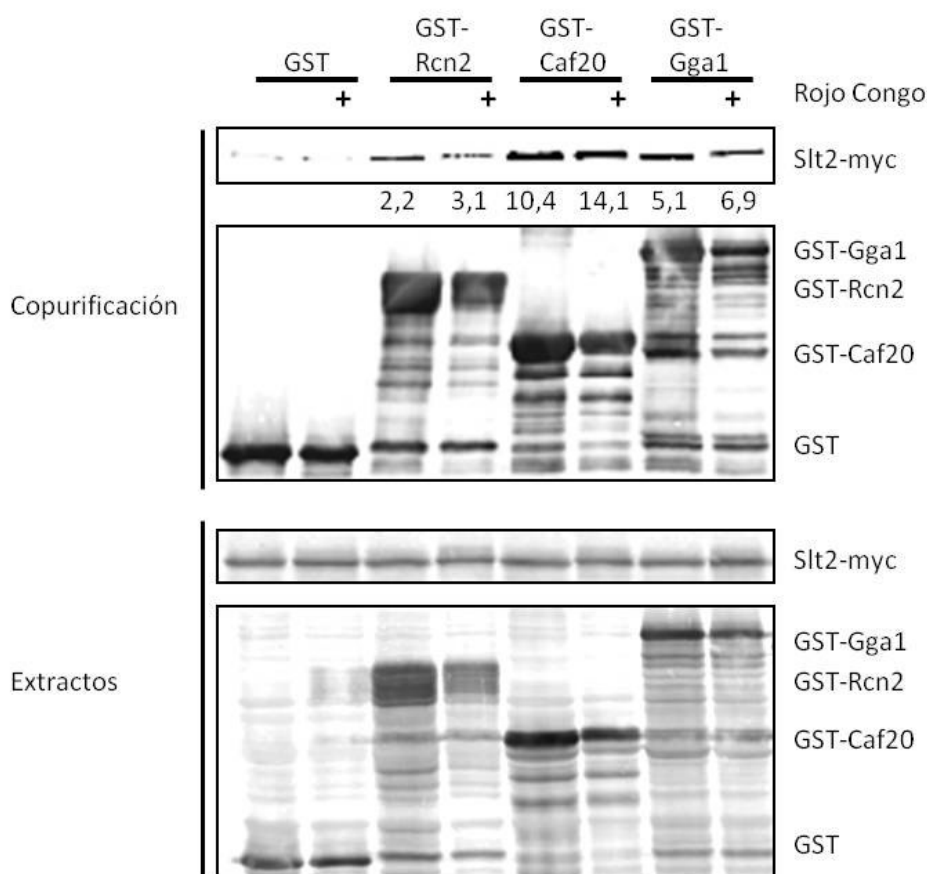 GST
GST-
Rcn2
GST-
Caf20
GST-
Gga1
+ + + + Rojo Congo
Slt2-myc
2,2 3,1 10,4 14,1 5,1 6,9
Copurificación
GST-Gga1
GST-Rcn2
GST-Caf20
GST
Slt2-myc
Extractos
GST-Gga1
GST-Rcn2
GST-Caf20
GST